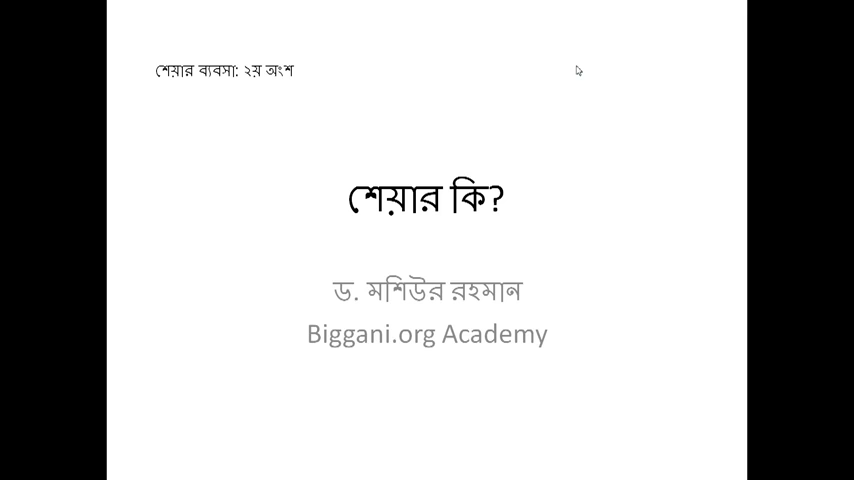 শেয়ার ব্যবসা: ২য় অংশ
শেয়ার কি?
ড. মশিউর রহমান
Biggani.org Academy